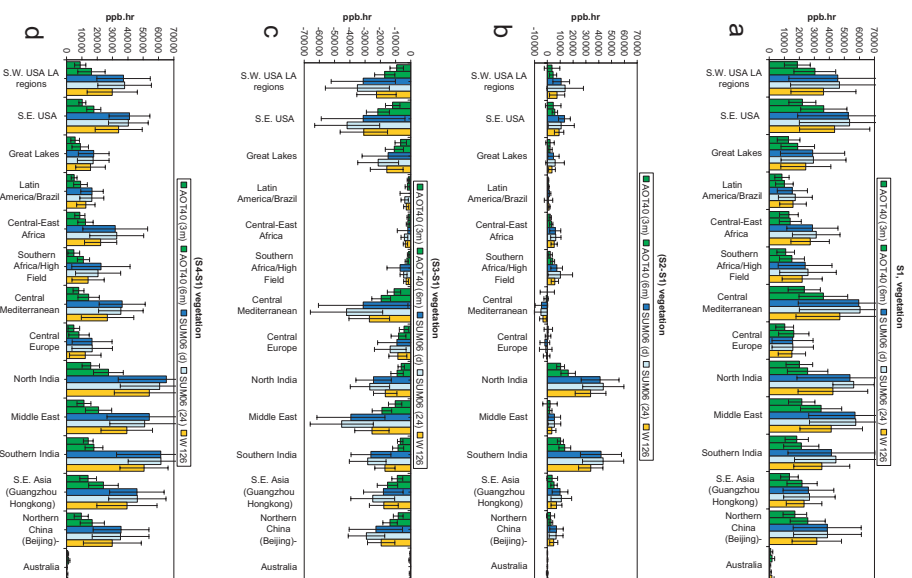 a
S1, vegetation
AOT40 (3m) AOT40 (6m) SUM06 (d) SUM06 (24) W126
ppb.hr
0 10000 20000 30000 40000 50000 60000 70000
S.W. USA LA
regions
S.E. USA
Great Lakes
Latin
America/Brazil
Central-East
Africa
Southern
Africa/High
Field
Central
Mediterranean
Central
Europe
North India
Middle East
Southern India
S.E. Asia
(Guangzhou
Hongkong)
Northern
China
(Beijing)-
Australia
b
(S2-S1) vegetation
AOT40 (3m) AOT40 (6m) SUM06 (d) SUM06 (24) W126
ppb.hr
-10000 0 10000 20000 30000 40000 50000 60000 70000
S.W. USA LA
regions
S.E. USA
Great Lakes
Latin
America/Brazil
Central-East
Africa
Southern
Africa/High
Field
Central
Mediterranean
Central
Europe
North India
Middle East
Southern India
S.E. Asia
(Guangzhou
Hongkong)
Northern
China
(Beijing)-
Australia
c
(S3-S1) vegetation
AOT40 (3m) AOT40 (6m) SUM06 (d) SUM06 (24) W126
ppb.hr
-70000 -60000 -50000 -40000 -30000 -20000 -10000 0
S.W. USA LA
regions
S.E. USA
Great Lakes
Latin
America/Brazil
Central-East
Africa
Southern
Africa/High
Field
Central
Mediterranean
Central
Europe
North India
Middle East
Southern India
S.E. Asia
(Guangzhou
Hongkong)
Northern
China
(Beijing)-
Australia
d
(S4-S1) vegetation
AOT40 (3m) AOT40 (6m) SUM06 (d) SUM06 (24) W126
ppb.hr
0 10000 20000 30000 40000 50000 60000 70000
S.W. USA LA
regions
S.E. USA
Great Lakes
Latin
America/Brazil
Central-East
Africa
Southern
Africa/High
Field
Central
Mediterranean
Central
Europe
North India
Middle East
Southern India
S.E. Asia
(Guangzhou
Hongkong)
Northern
China
(Beijing)-
Australia